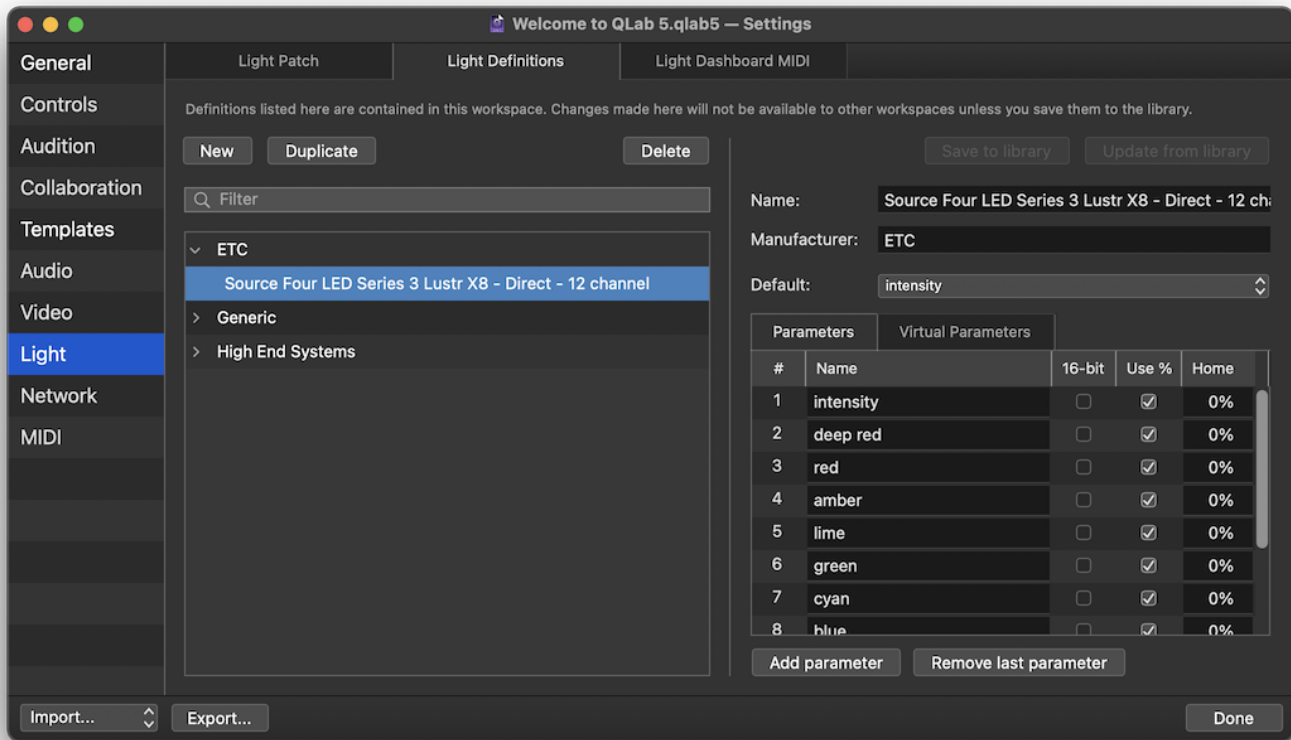 Welcome to QLab 5.qlab5 — Settings
General
Controls
Audition
Collaboration
Templates
Audio
Video
Light
Network
MIDI
Light Patch
Light Definitions
Light Dashboard MIDI
Definitions listed here are contained in this workspace. Changes made here will not be available to other workspaces unless you save them to the library.
New
Duplicate
Delete
Filter
ETC
Source Four LED Series 3 Lustr X8 - Direct - 12 channel
Generic
High End Systems
Save to library
Update from library
Name: Source Four LED Series 3 Lustr X8 - Direct - 12 ch
Manufacturer: ETC
Default: intensity
Parameters
Virtual Parameters
# Name 16-bit Use % Home
1 intensity 0%
2 deep red 0%
3 red 0%
4 amber 0%
5 lime 0%
6 green 0%
7 cyan 0%
8 blue 0%
Add parameter
Remove last parameter
Import...
Export...
Done